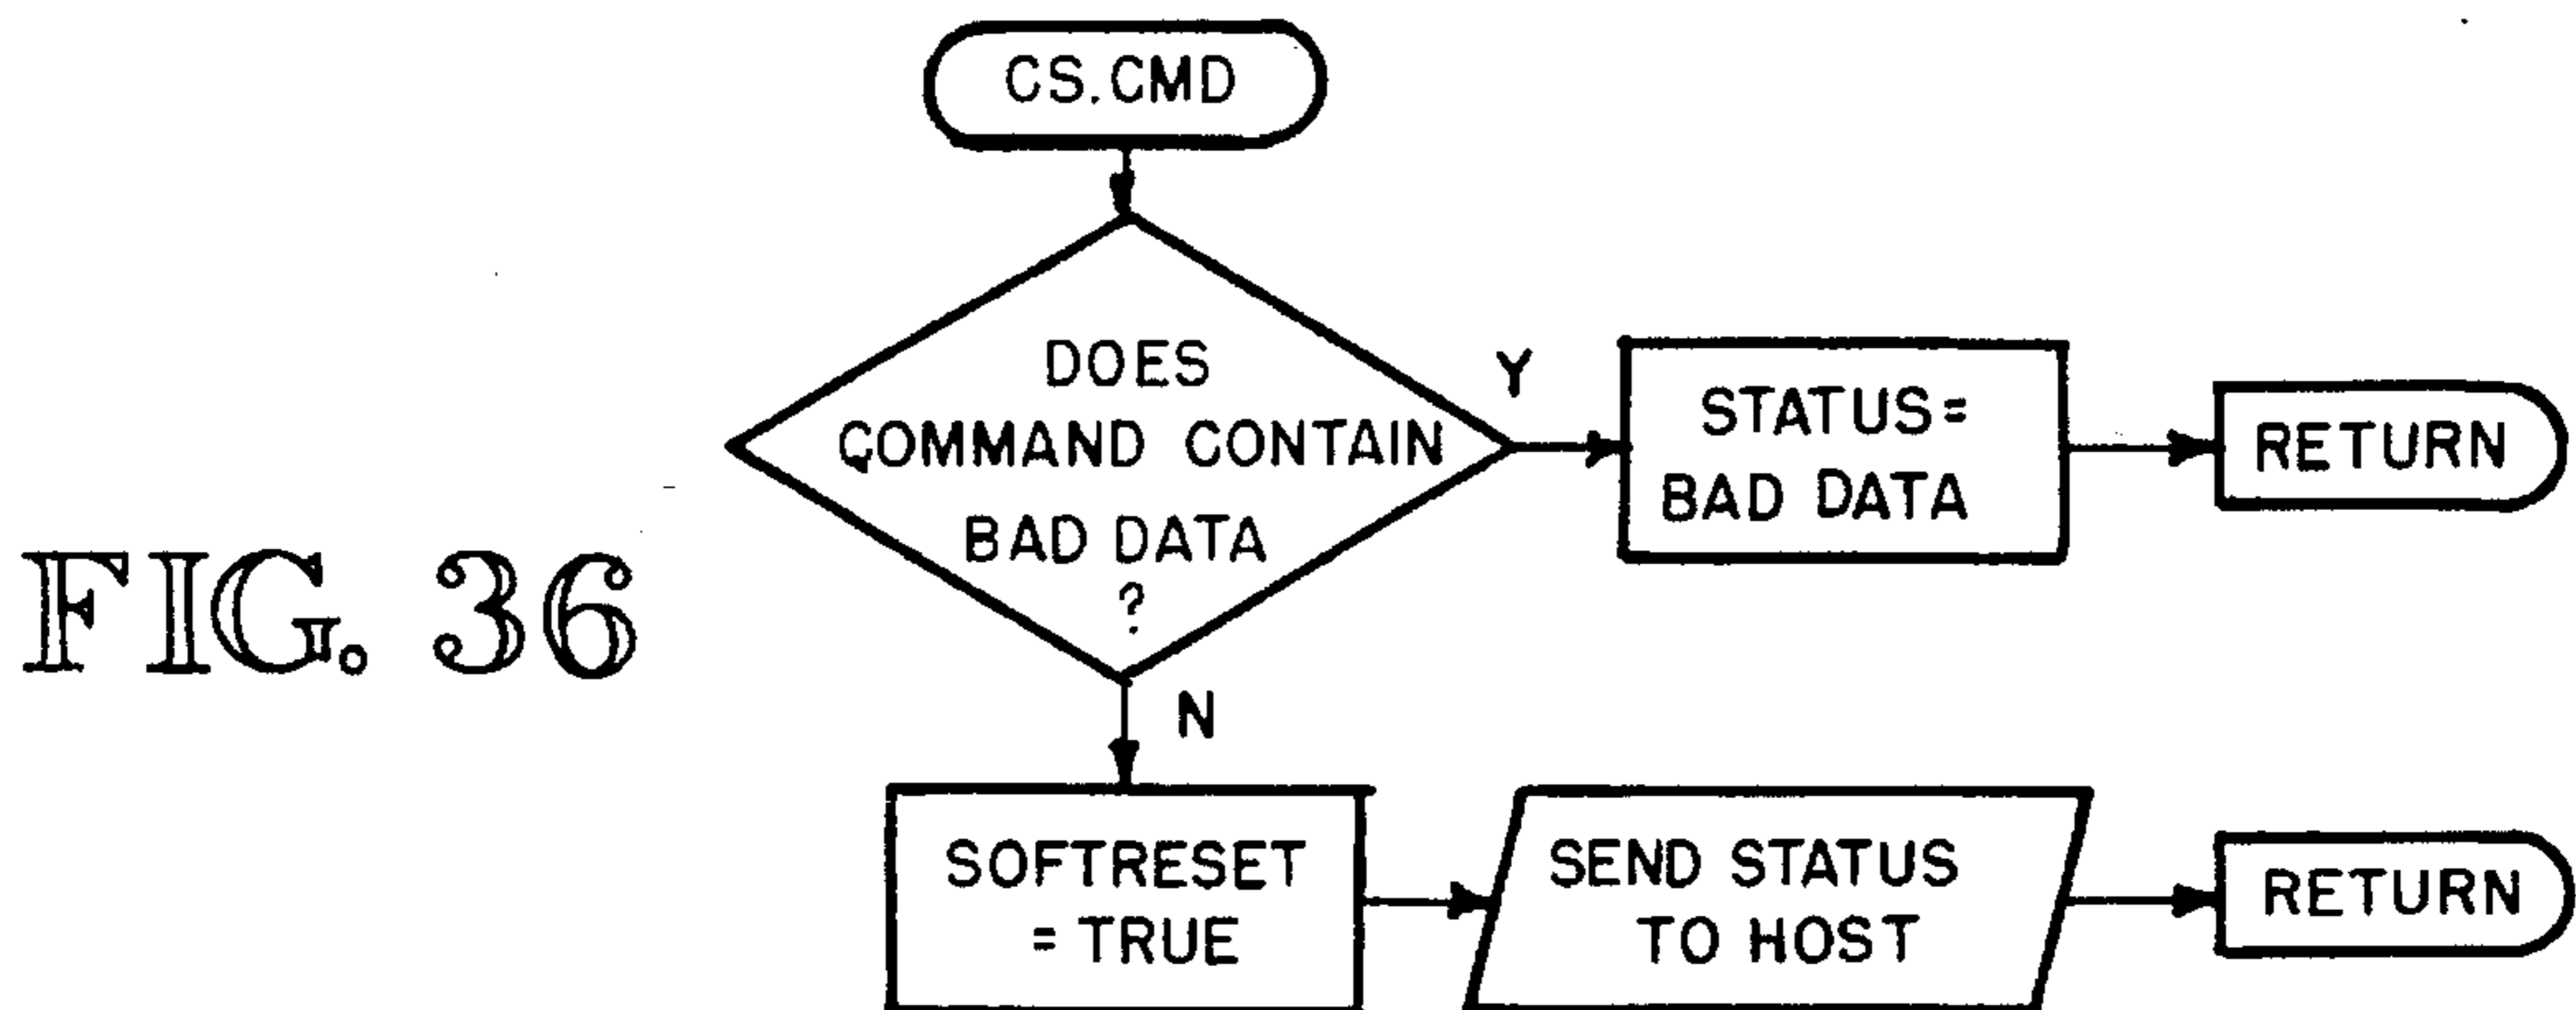 CS.CMD
DOES
COMMAND CONTAIN
BAD DATA
?
Y
STATUS=
BAD DATA
RETURN
FIG. 36
N
SOFTRESET
= TRUE
SEND STATUS
TO HOST
RETURN